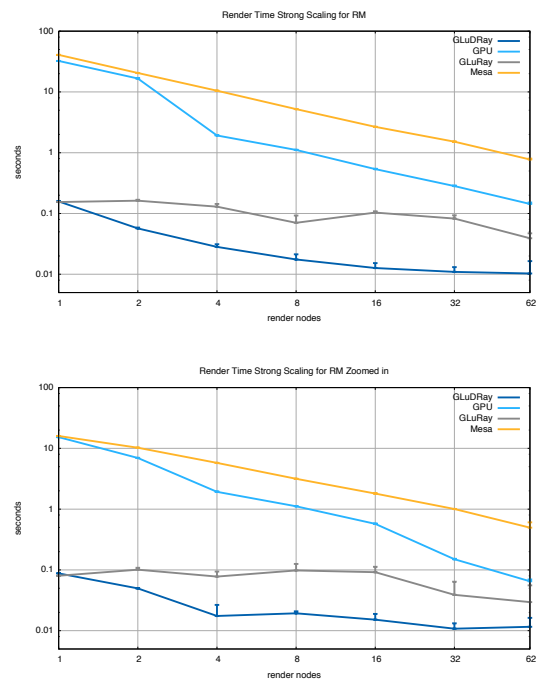 Render Time Strong Scaling for RM
100
10
1
0.1
0.01
seconds
GLuDRay
GPU
GLuRay
Mesa
1 2 4 8 16 32 62
render nodes
Render Time Strong Scaling for RM Zoomed in
100
10
1
0.1
0.01
seconds
GLuDRay
GPU
GLuRay
Mesa
1 2 4 8 16 32 62
render nodes